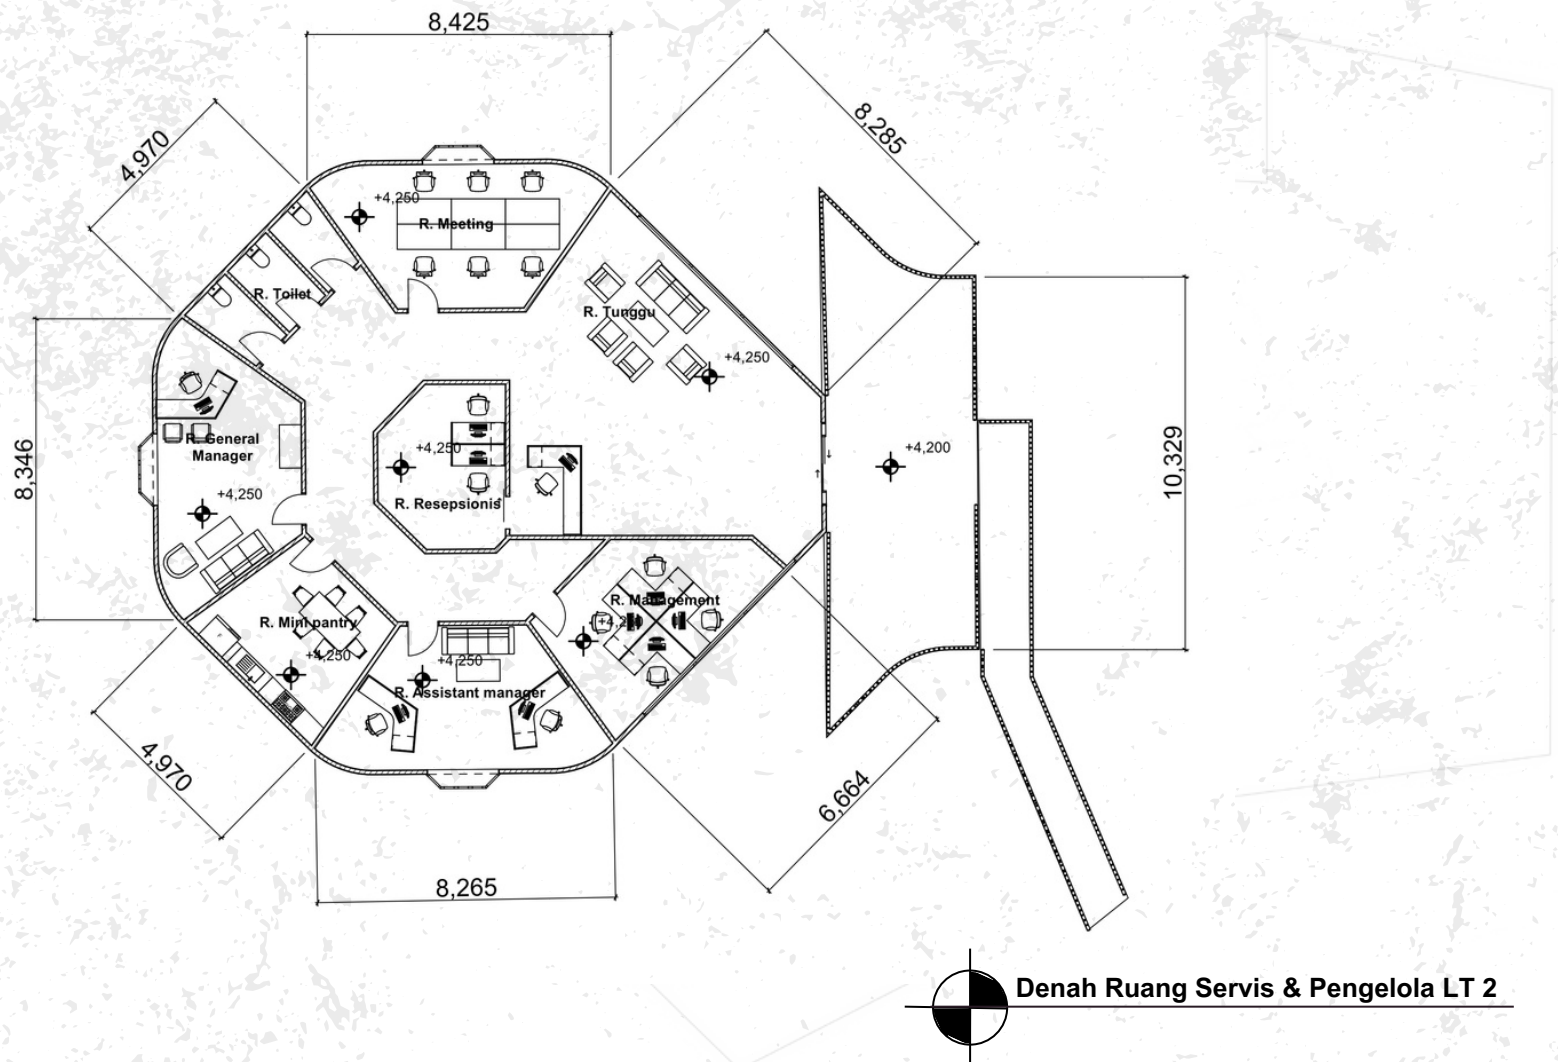 8,425
8,285
4,970
+4,250
R. Meeting
R. Toilet
R. Tunggu
+4,250
R. General
Manager
+4,250
8,346
+4,250
R. Resepsionis
+4,200
10,329
R. Management
R. Mini pantry
+4,250
+4,250
R. Assistant manager
4,970
6,664
8,265
Denah Ruang Servis & Pengelola LT 2